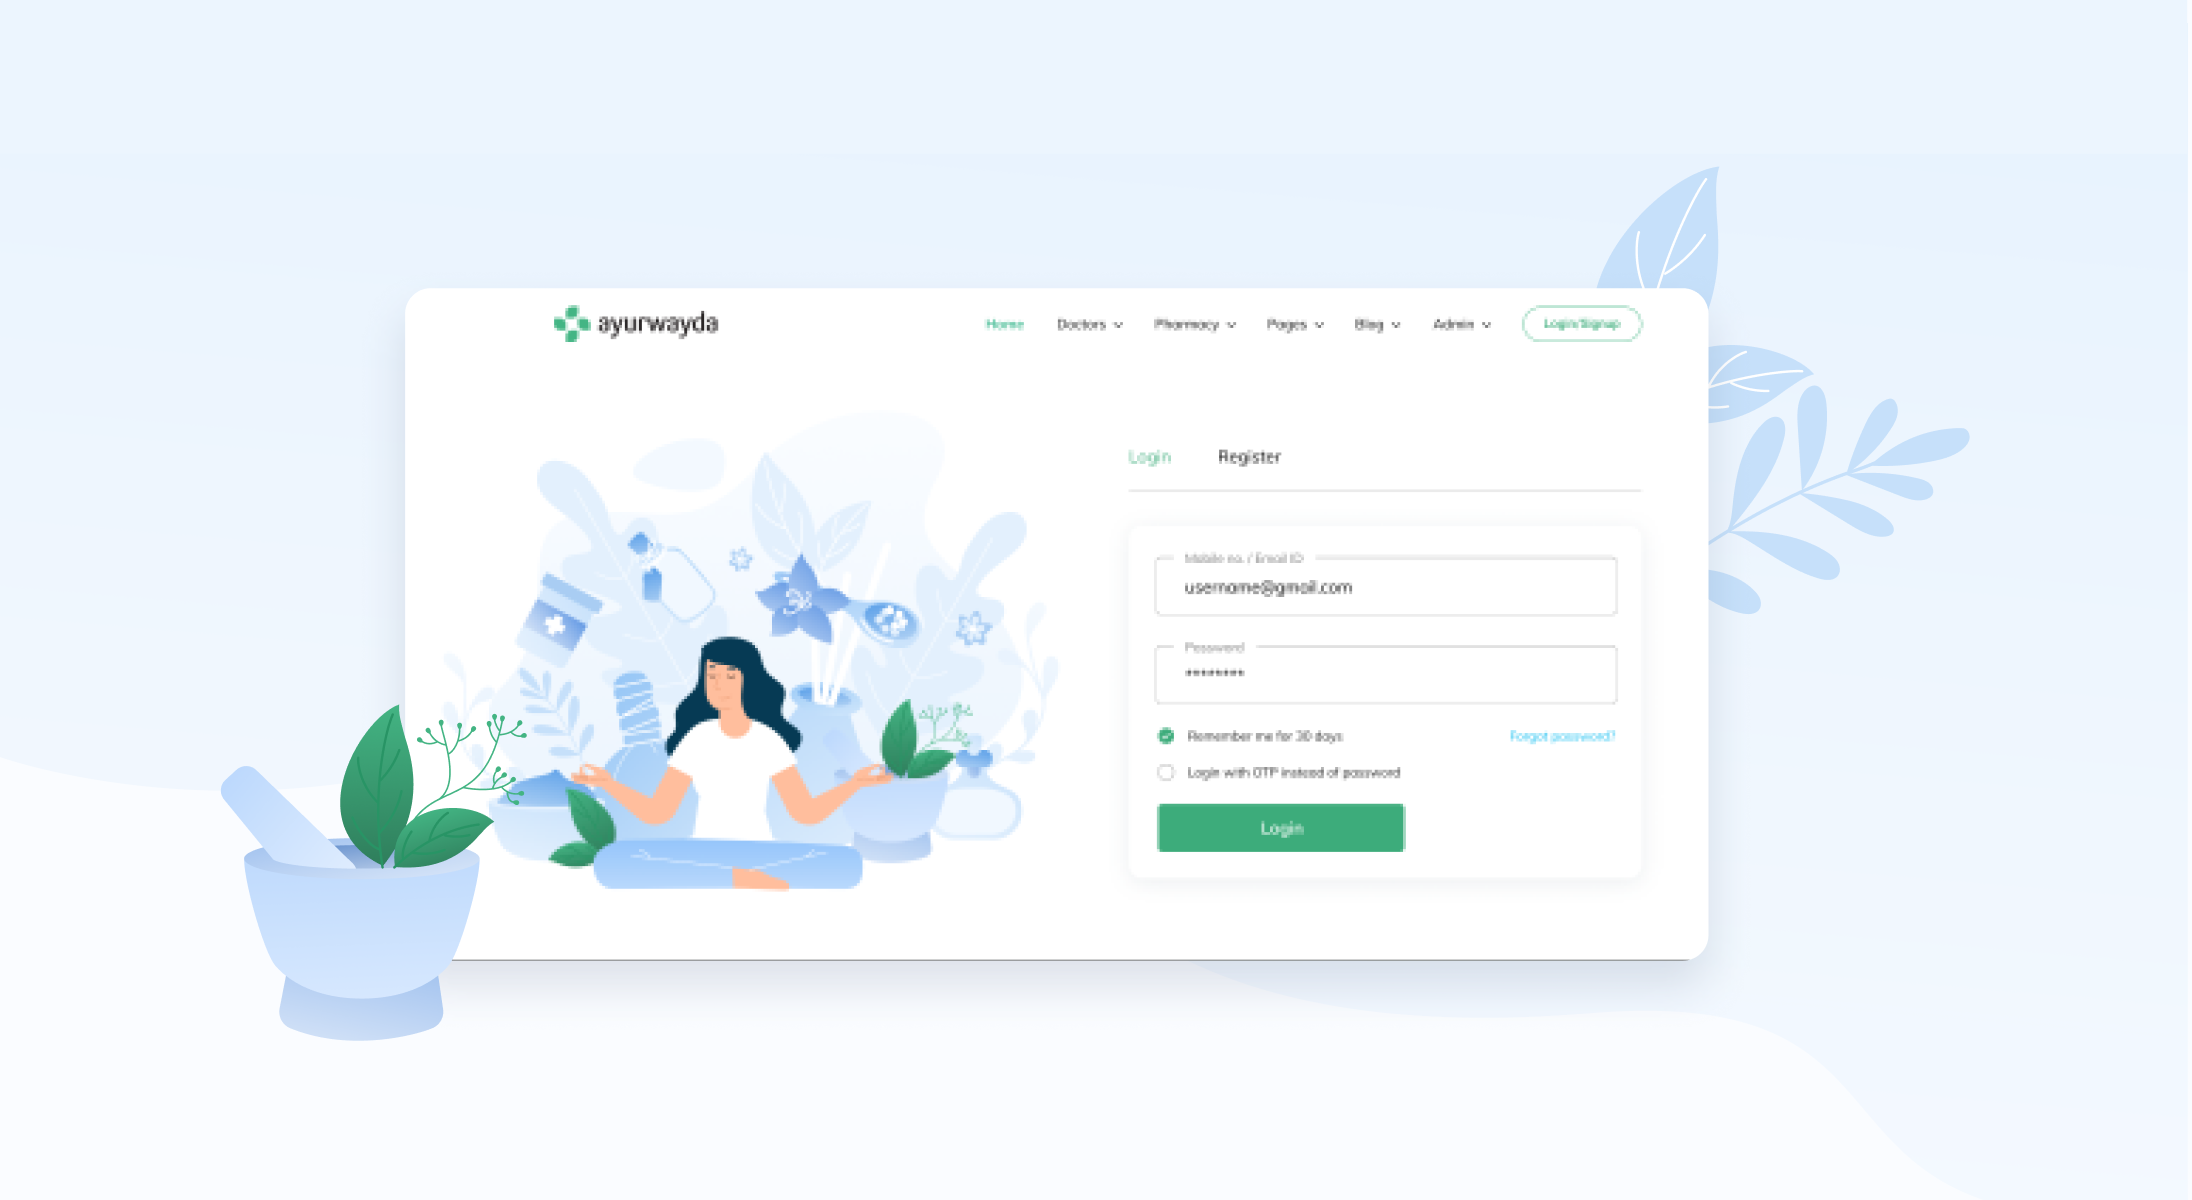 ayurwayda
Home Doctors Pharmacy Pages Blog Admin Login/Signup
Login Register
Mobile no. / Email ID
username@gmail.com
Password
********
Remember me for 30 days Forgot password?
Login with OTP instead of password
Login